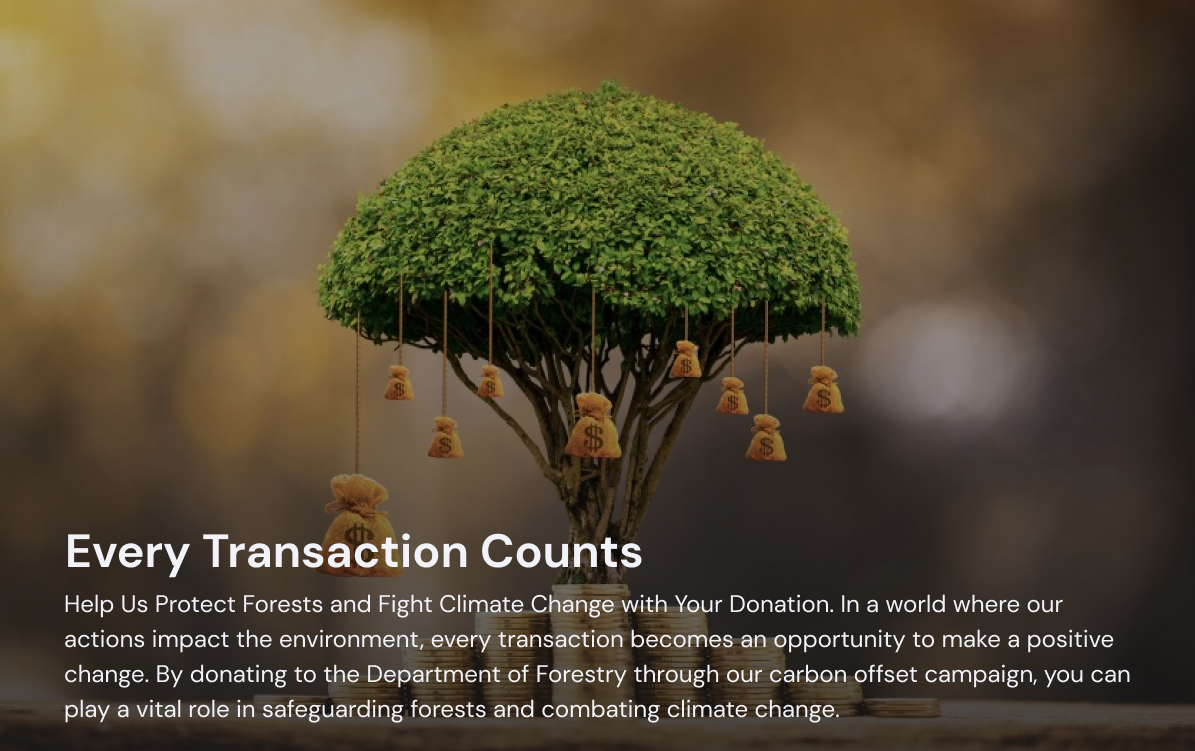 Every Transaction Counts
Help Us Protect Forests and Fight Climate Change with Your Donation. In a world where our
actions impact the environment, every transaction becomes an opportunity to make a positive
change. By donating to the Department of Forestry through our carbon offset campaign, you can
play a vital role in safeguarding forests and combating climate change.